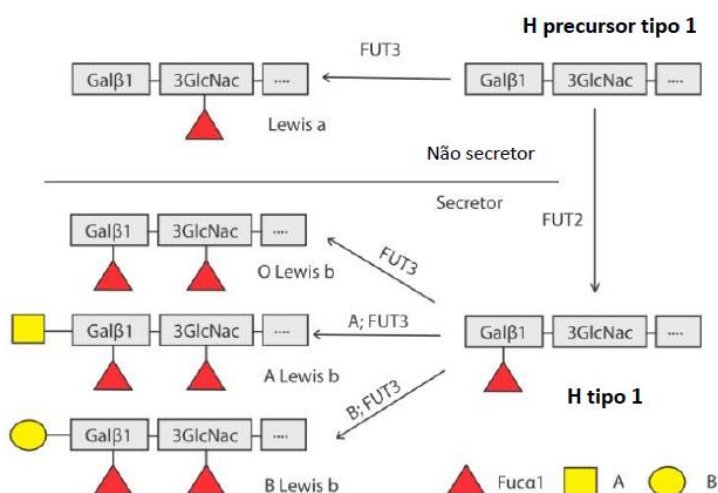 H precursor tipo 1
FUT3
Galβ1 3GlcNac ....
Galβ1 3GlcNac ....
Lewis a
Não secretor
Secretor
FUT2
Galβ1 3GlcNac ....
FUT3
O Lewis b
A; FUT3
Galβ1 3GlcNac ....
Galβ1 3GlcNac ....
A Lewis b
B; FUT3
H tipo 1
Galβ1 3GlcNac ....
B Lewis b
Fucα1 A B